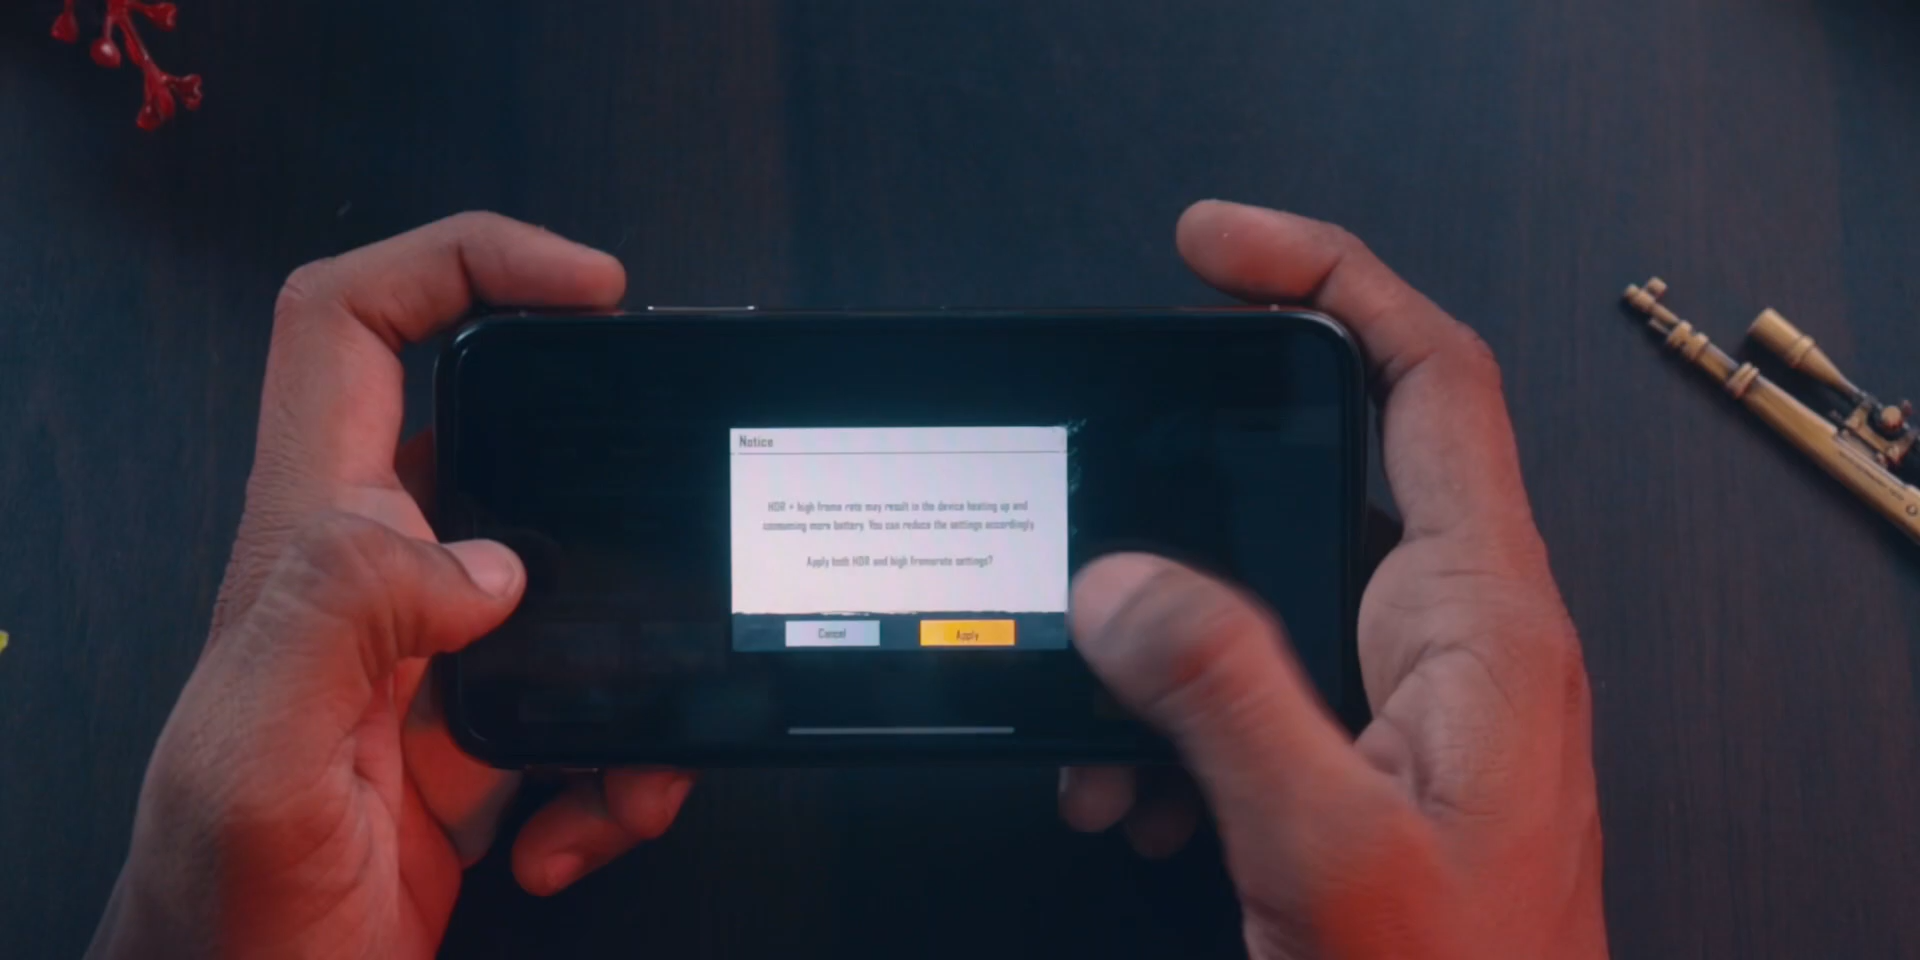 Notice
HDR + high frame rate may result in the device heating up and
consuming more battery. You can reduce the settings accordingly
Apply both HDR and high framerate settings?
Cancel
Apply